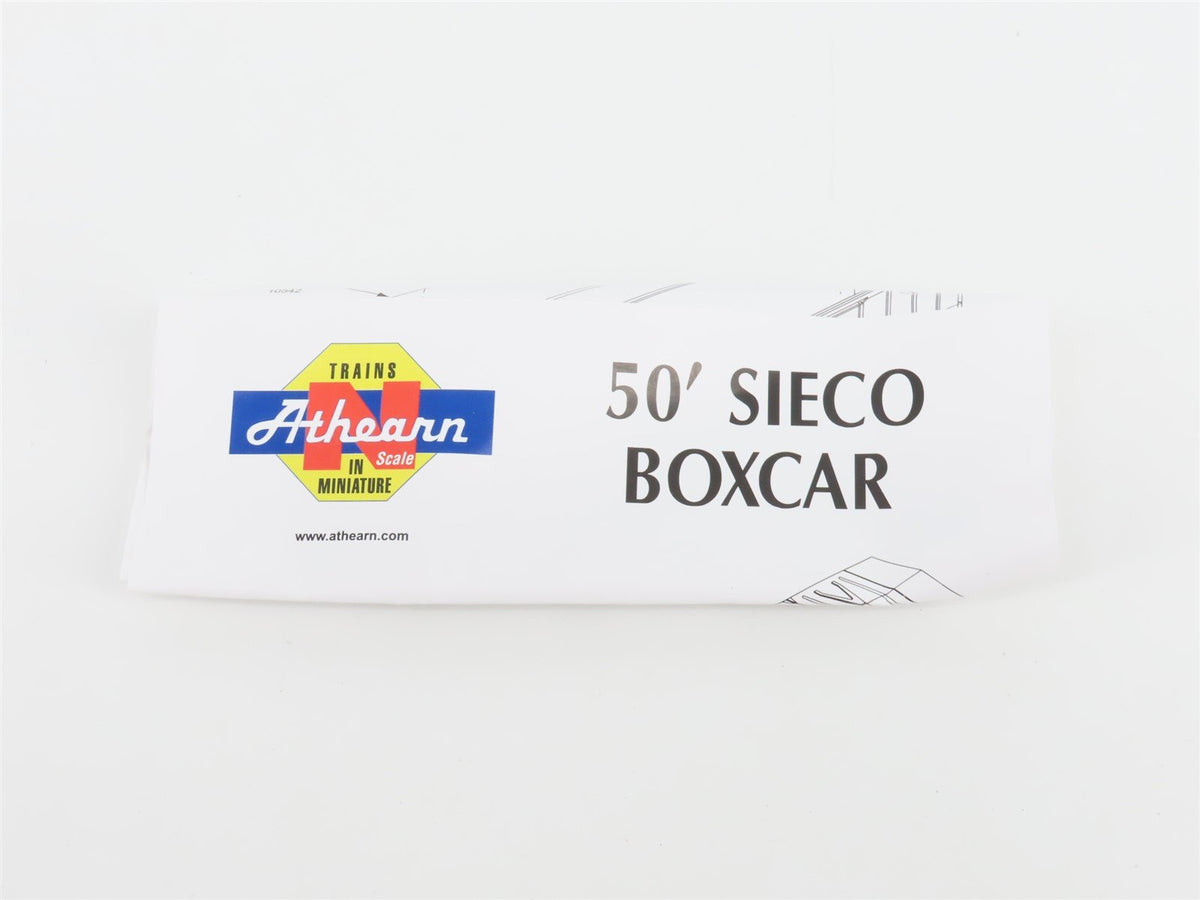 TRAINS
Athearn
N
Scale
IN
MINIATURE
www.athearn.com
50' SIECO
BOXCAR